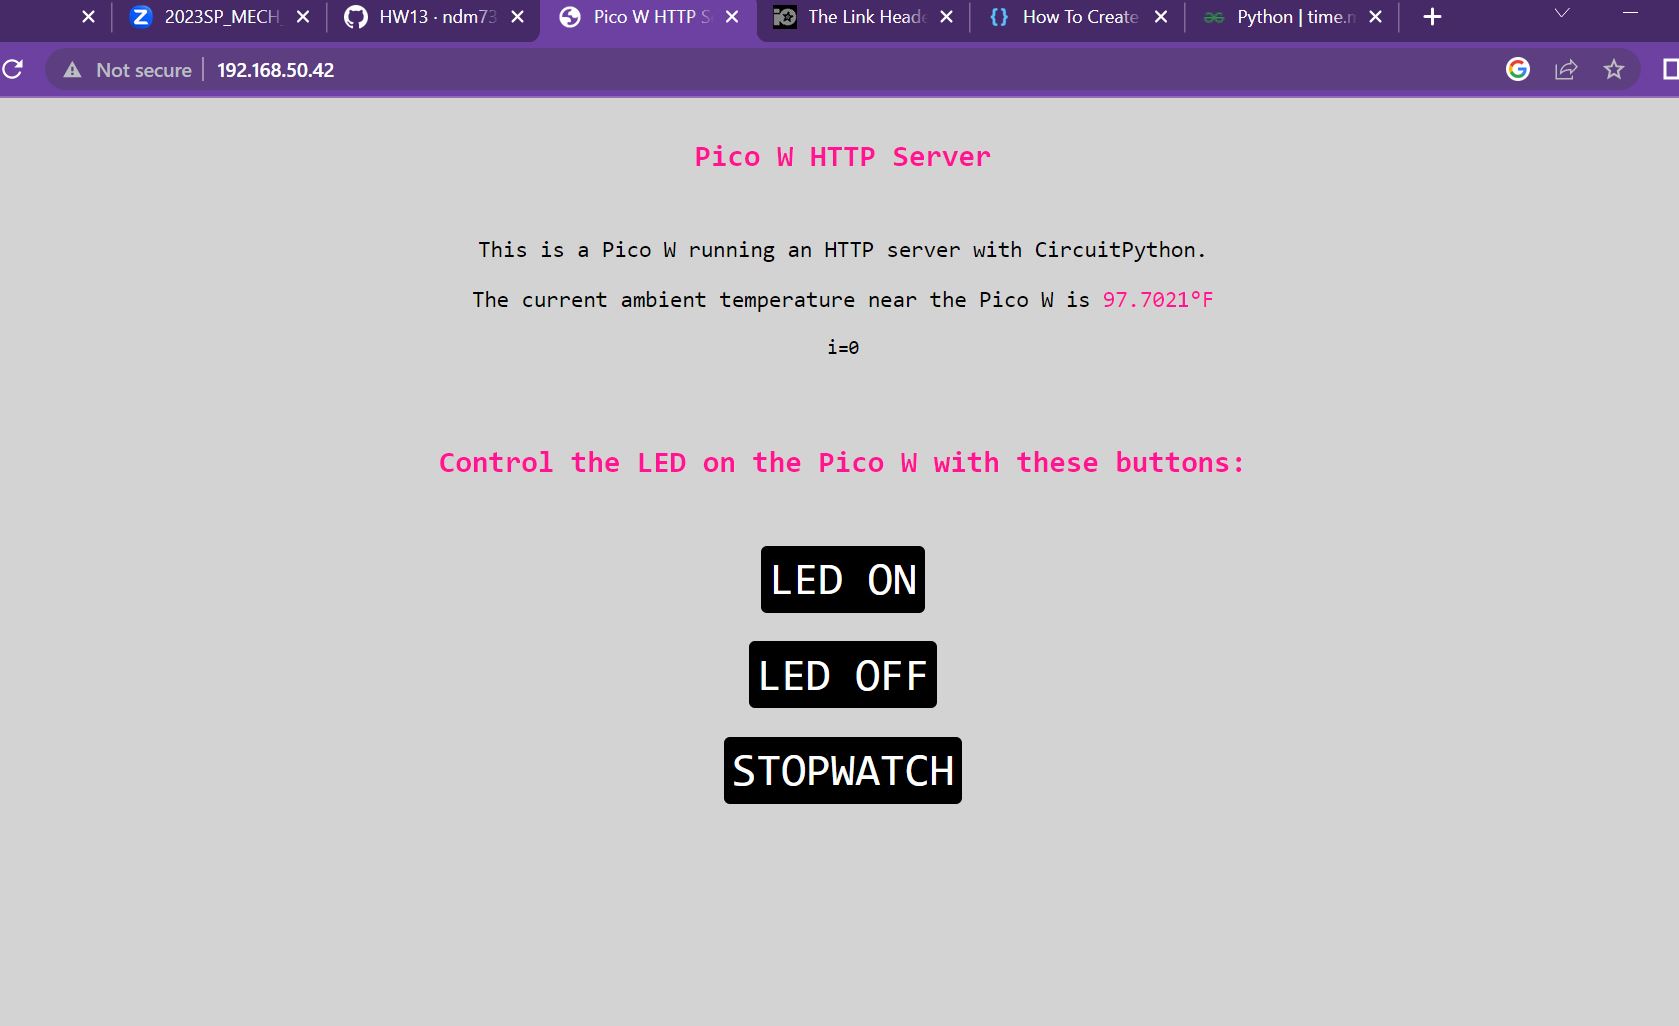 2023SP_MECH_
HW13 · ndm73
Pico W HTTP S
The Link Heade
How To Create
Python | time.m
Not secure
192.168.50.42
Pico W HTTP Server
This is a Pico W running an HTTP server with CircuitPython.
The current ambient temperature near the Pico W is 97.7021°F
i=0
Control the LED on the Pico W with these buttons:
LED ON
LED OFF
STOPWATCH